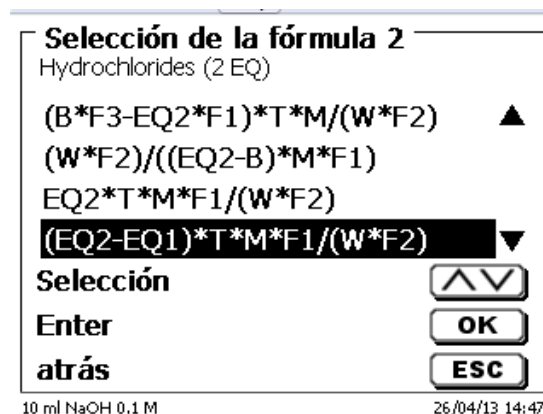 Selección de la fórmula 2
Hydrochlorides (2 EQ)
(B*F3-EQ2*F1)*T*M/(W*F2)
(W*F2)/((EQ2-B)*M*F1)
EQ2*T*M*F1/(W*F2)
(EQ2-EQ1)*T*M*F1/(W*F2)
Selección
Enter OK
atrás ESC
10 ml NaOH 0.1 M 26/04/13 14:47